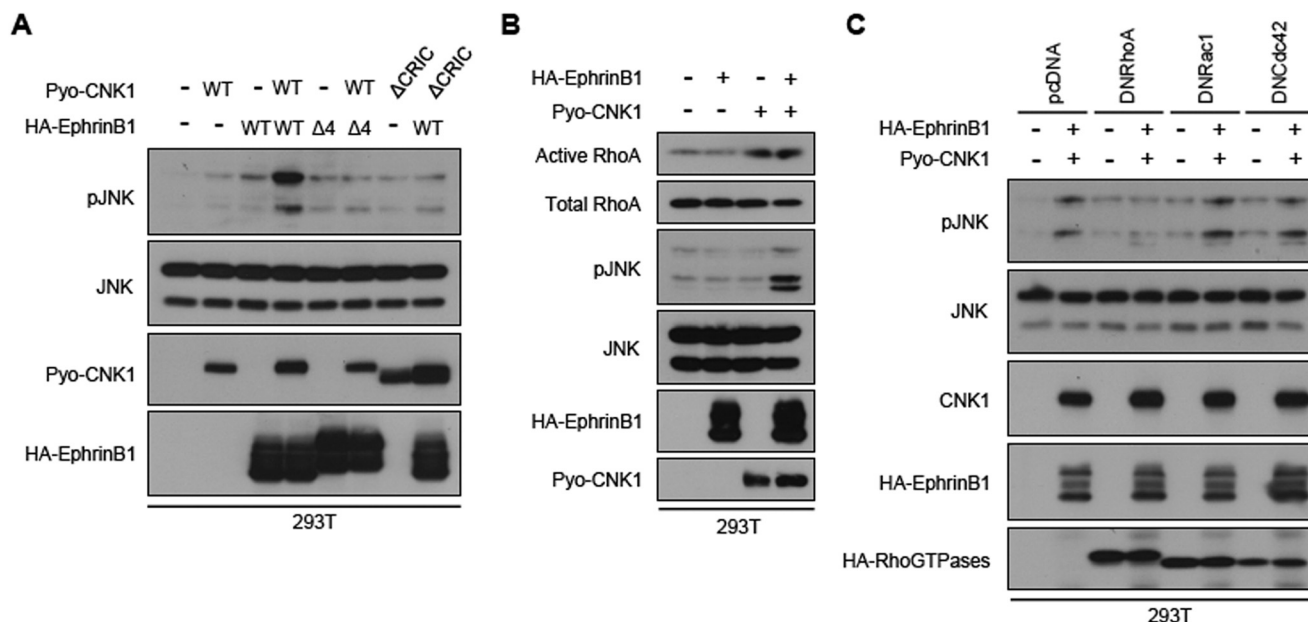 A
Pyo-CNK1 - WT - WT - WT ΔCRIC ΔCRIC
HA-EphrinB1 - - WT WT Δ4 Δ4 - WT
pJNK
JNK
Pyo-CNK1
HA-EphrinB1
293T
B
HA-EphrinB1 - + - +
Pyo-CNK1 - - + +
Active RhoA
Total RhoA
pJNK
JNK
HA-EphrinB1
Pyo-CNK1
293T
C
pcDNA DNRhoA DNRac1 DNCdc42
HA-EphrinB1 - + - + - + - +
Pyo-CNK1 - + - + - + - +
pJNK
JNK
CNK1
HA-EphrinB1
HA-RhoGTPases
293T